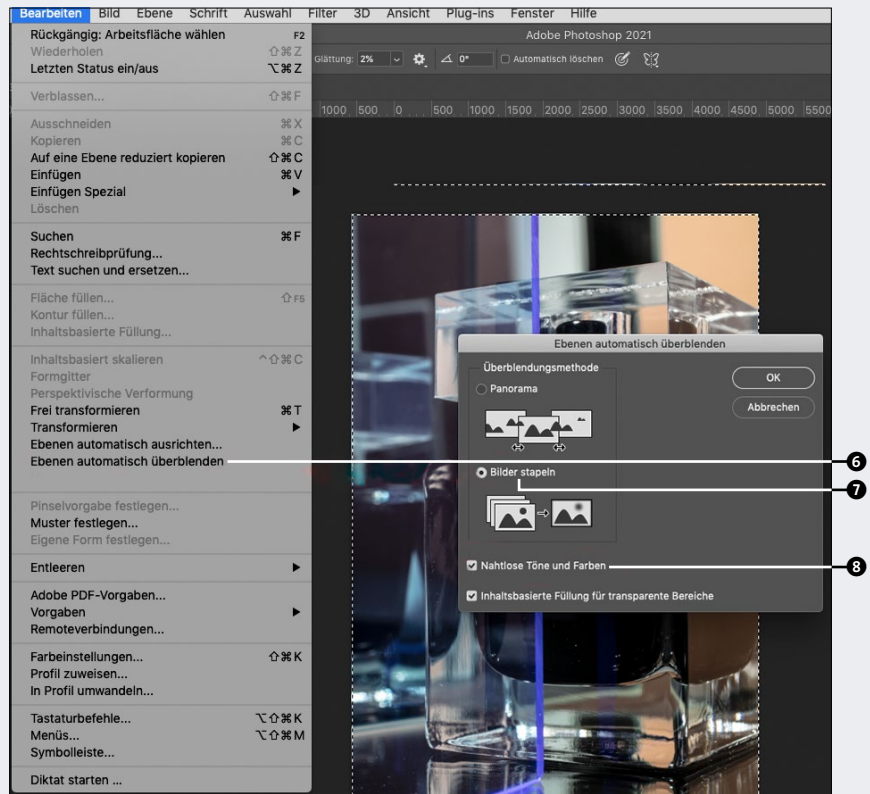 Bearbeiten Bild Ebene Schrift Auswahl Filter 3D Ansicht Plug-ins Fenster Hilfe
Adobe Photoshop 2021
Glättung: 2% 0° Automatisch löschen
1000 500 0 500 1000 1500 2000 2500 3000 3500 4000 4500 5000 5500
Rückgängig: Arbeitsfläche wählen F2
Wiederholen ⇧⌘Z
Letzten Status ein/aus ⌥⌘Z
Verblassen... ⇧⌘F
Ausschneiden ⌘X
Kopieren ⌘C
Auf eine Ebene reduziert kopieren ⇧⌘C
Einfügen ⌘V
Einfügen Spezial
Löschen
Suchen ⌘F
Rechtschreibprüfung...
Text suchen und ersetzen...
Fläche füllen... ⇧F5
Kontur füllen...
Inhaltsbasierte Füllung...
Inhaltsbasiert skalieren ^⇧⌘C
Formgitter
Perspektivische Verformung
Frei transformieren ⌘T
Transformieren
Ebenen automatisch ausrichten...
Ebenen automatisch überblenden
Pinselvorgabe festlegen...
Muster festlegen...
Eigene Form festlegen...
Entleeren
Adobe PDF-Vorgaben...
Vorgaben
Remoteverbindungen...
Farbeinstellungen... ⇧⌘K
Profil zuweisen...
In Profil umwandeln...
Tastaturbefehle... ⌥⇧⌘K
Menüs... ⌥⇧⌘M
Symbolleiste...
Diktat starten ...
Ebenen automatisch überblenden
Überblendungsmethode
Panorama
Bilder stapeln
OK
Abbrechen
Nahtlose Töne und Farben
Inhaltsbasierte Füllung für transparente Bereiche
❻
❼
❽